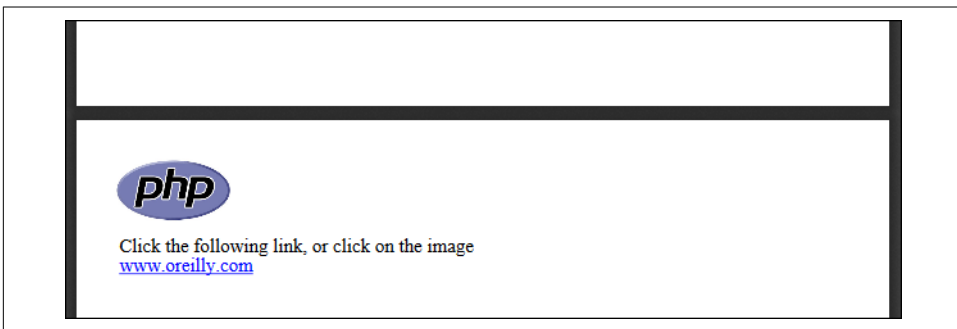 php
Click the following link, or click on the image
www.oreilly.com